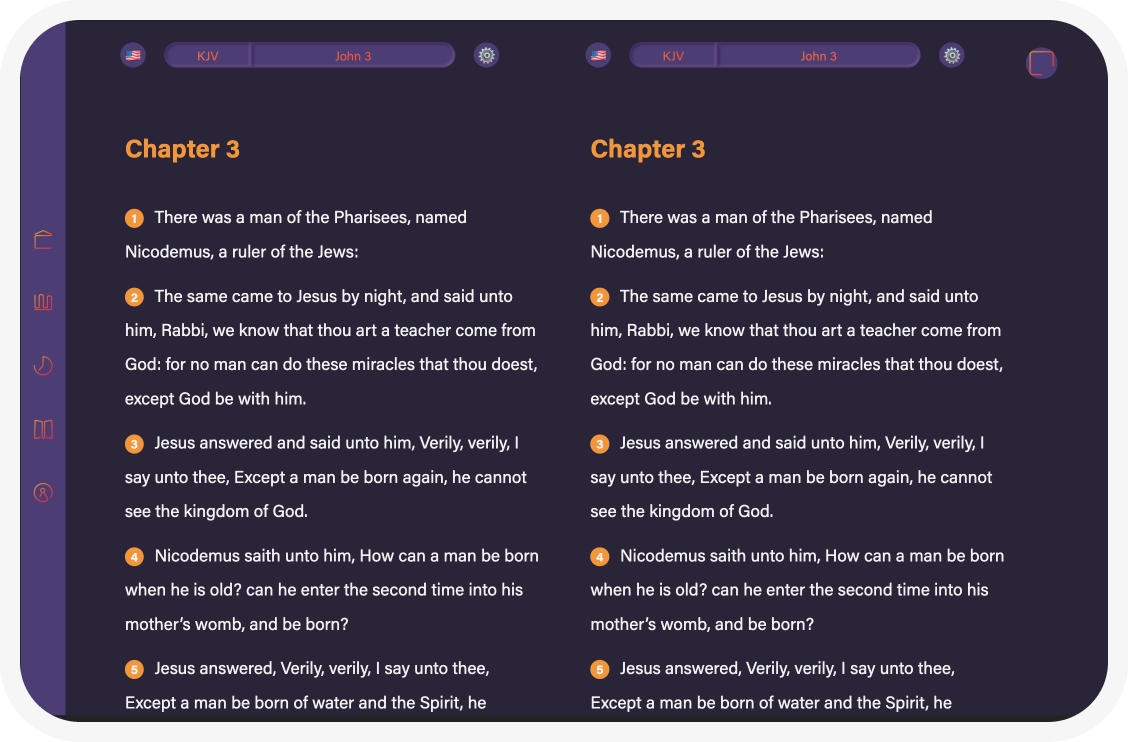 KJV
John 3
KJV
John 3
Chapter 3
1 There was a man of the Pharisees, named
Nicodemus, a ruler of the Jews:
2 The same came to Jesus by night, and said unto
him, Rabbi, we know that thou art a teacher come from
God: for no man can do these miracles that thou doest,
except God be with him.
3 Jesus answered and said unto him, Verily, verily, I
say unto thee, Except a man be born again, he cannot
see the kingdom of God.
4 Nicodemus saith unto him, How can a man be born
when he is old? can he enter the second time into his
mother’s womb, and be born?
5 Jesus answered, Verily, verily, I say unto thee,
Except a man be born of water and the Spirit, he
Chapter 3
1 There was a man of the Pharisees, named
Nicodemus, a ruler of the Jews:
2 The same came to Jesus by night, and said unto
him, Rabbi, we know that thou art a teacher come from
God: for no man can do these miracles that thou doest,
except God be with him.
3 Jesus answered and said unto him, Verily, verily, I
say unto thee, Except a man be born again, he cannot
see the kingdom of God.
4 Nicodemus saith unto him, How can a man be born
when he is old? can he enter the second time into his
mother’s womb, and be born?
5 Jesus answered, Verily, verily, I say unto thee,
Except a man be born of water and the Spirit, he